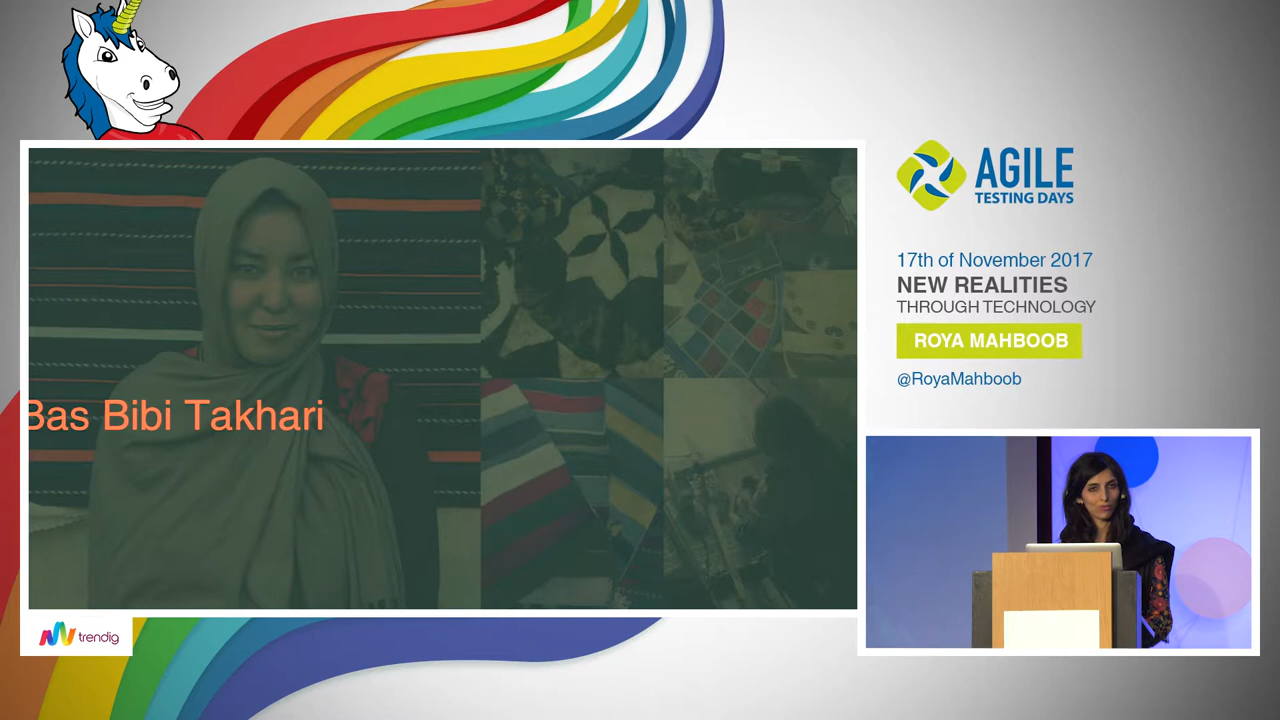 Bas Bibi Takhari
AGILE
TESTING DAYS
17th of November 2017
NEW REALITIES
THROUGH TECHNOLOGY
ROYA MAHBOOB
@RoyaMahboob
trendig